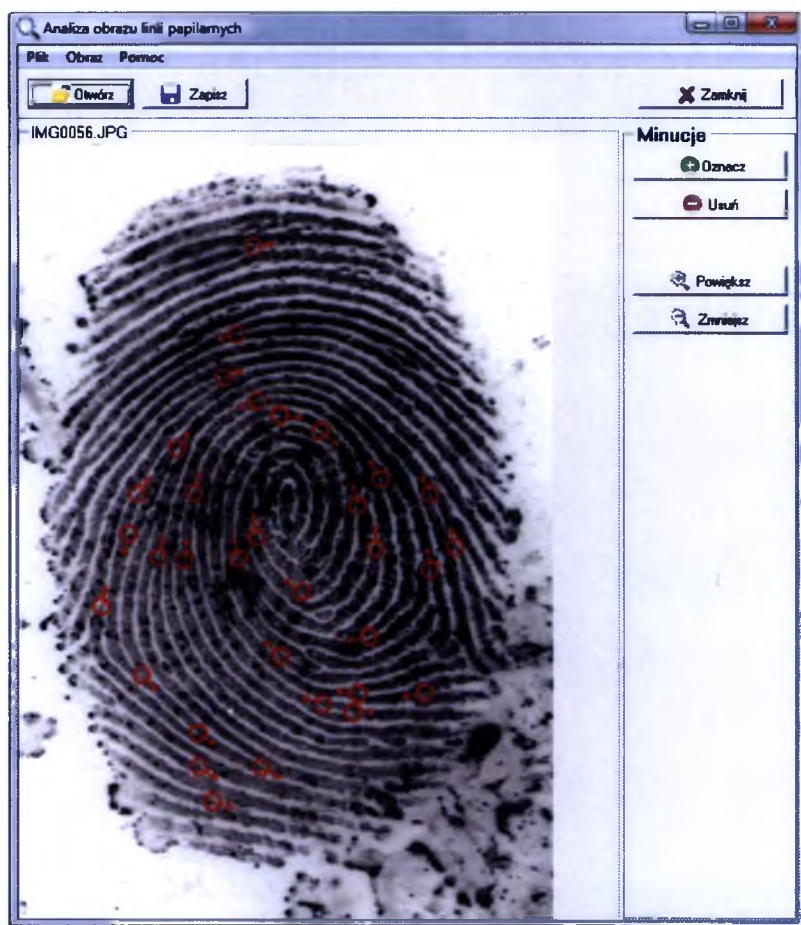 Analiza obrazu linii papilarnych
Plik Obraz Pomoc
Otwórz Zapisz Zamknij
IMG0056.JPG
Minucje
Oznacz
Usuń
Powiększ
Zmniejsz